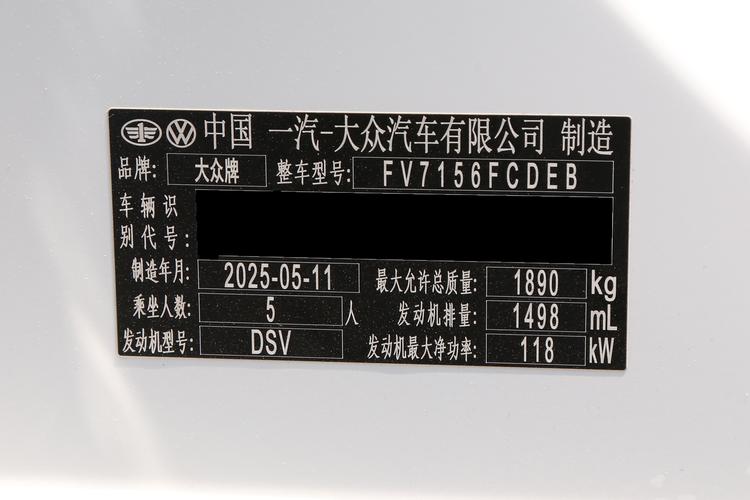 中国 一汽-大众汽车有限公司 制造
品牌: 大众牌 整车型号: FV7156FCDEB
车辆识
别代号:
制造年月: 2025-05-11 最大允许总质量: 1890 kg
乘坐人数: 5 人 发动机排量: 1498 mL
发动机型号: DSV 发动机最大净功率: 118 kW